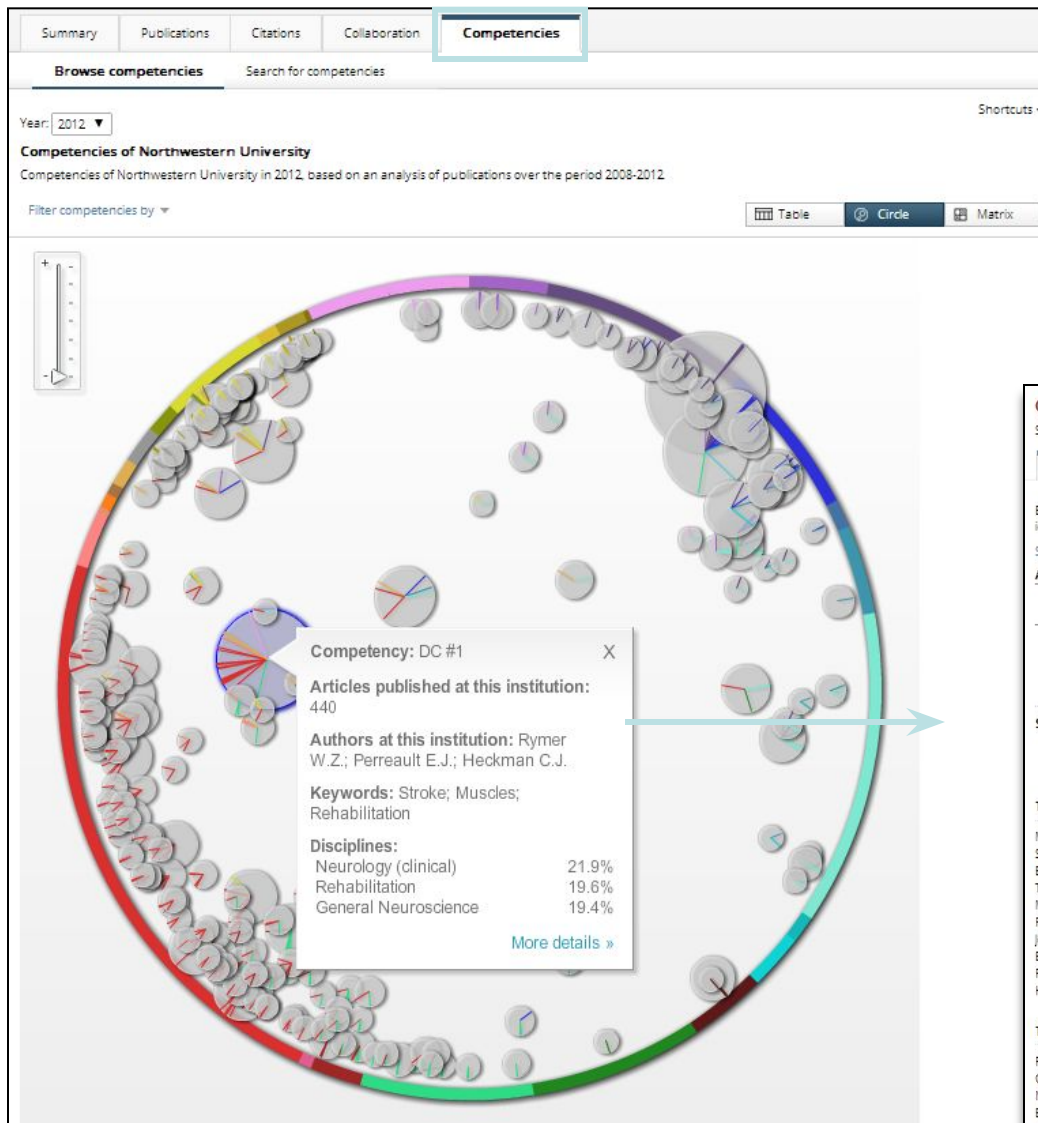 Summary Publications Citations Collaboration Competencies
Browse competencies Search for competencies
Shortcuts
Year: 2012 ▼
Competencies of Northwestern University
Competencies of Northwestern University in 2012, based on an analysis of publications over the period 2008-2012
Filter competencies by
Table Circle Matrix
+
-
Competency: DC #1 X
Articles published at this institution:
440
Authors at this institution: Rymer
W.Z.; Perreault E.J.; Heckman C.J.
Keywords: Stroke; Muscles;
Rehabilitation
Disciplines:
Neurology (clinical) 21.9%
Rehabilitation 19.6%
General Neuroscience 19.4%
More details »